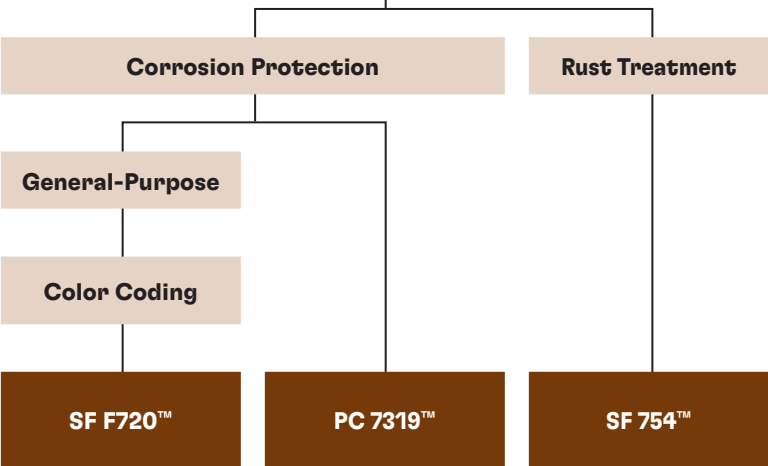 Corrosion Protection
Rust Treatment
General-Purpose
Color Coding
SF F720™
PC 7319™
SF 754™